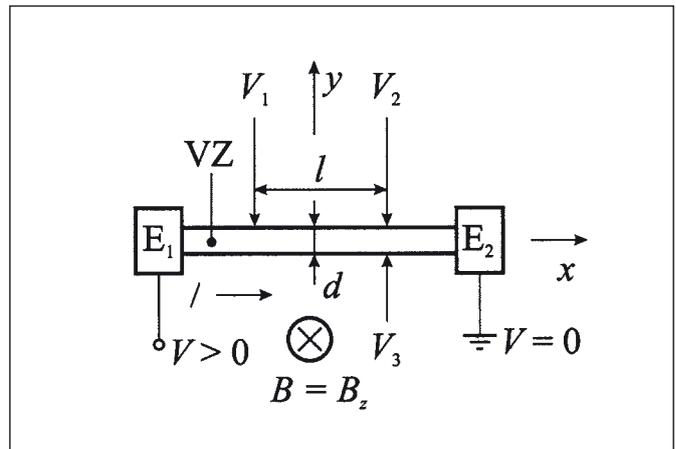 V₁ y V₂
VZ
l
E₁ E₂
x
I d
V > 0 V₃ V = 0
B = B_z